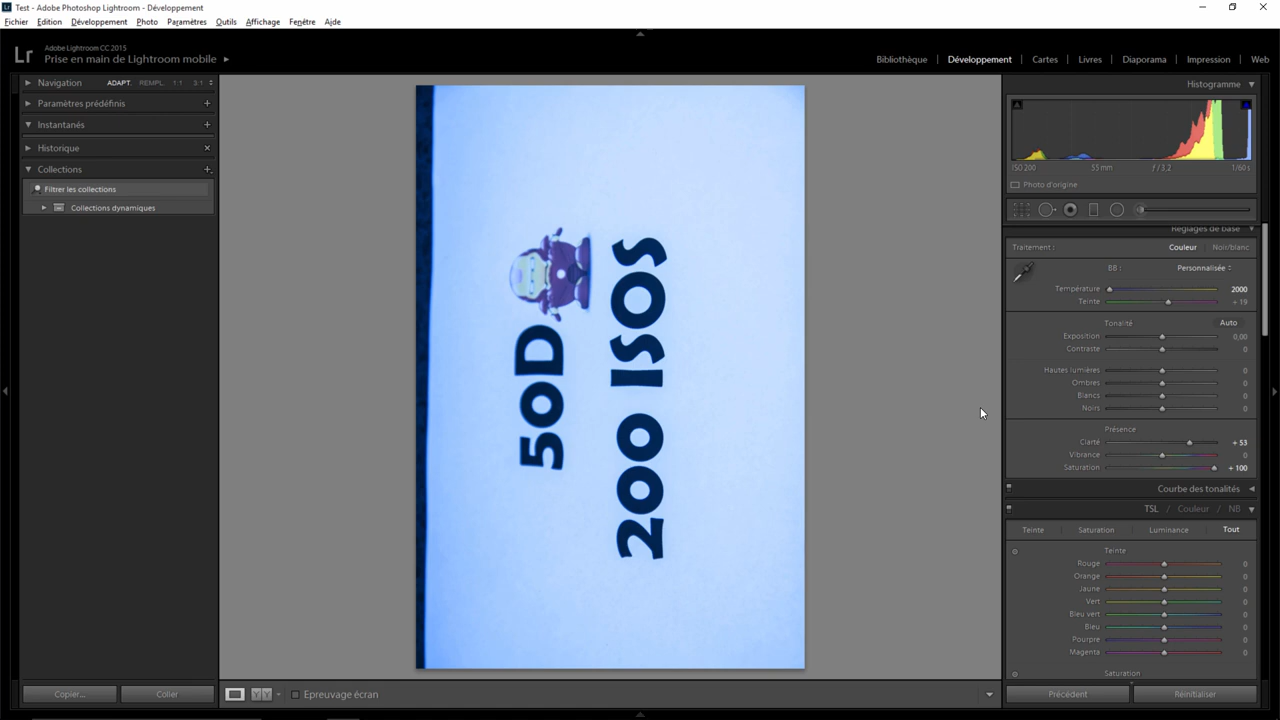 Test - Adobe Photoshop Lightroom - Développement
Fichier Edition Développement Photo Paramètres Outils Affichage Fenêtre Aide
Lr
Adobe Lightroom CC 2015
Prise en main de Lightroom mobile
Bibliothèque | Développement | Cartes | Livres | Diaporama | Impression | Web
Navigation ADAPT. REMPL. 1:1 3:1
Paramètres prédéfinis
Instantanés
Historique
Collections
Filtrer les collections
Collections dynamiques
Copier... Coller
50D
200 ISOS
Epreuvage écran
Histogramme
ISO 200 55 mm ƒ / 3,2 1/60 s
Photo d'origine
Réglages de base
Traitement : Couleur Noir/blanc
BB : Personnalisée
Température 2000
Teinte + 19
Tonalité Auto
Exposition 0,00
Contraste 0
Hautes lumières 0
Ombres 0
Blancs 0
Noirs 0
Présence
Clarté + 53
Vibrance 0
Saturation + 100
Courbe des tonalités
TSL / Couleur / NB
Teinte Saturation Luminance Tout
Teinte
Rouge 0
Orange 0
Jaune 0
Vert 0
Bleu vert 0
Bleu 0
Pourpre 0
Magenta 0
Saturation
Précédent Réinitialiser